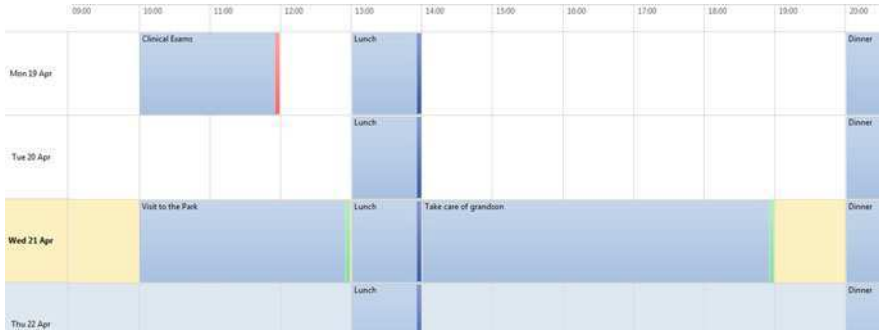 09:00 10:00 11:00 12:00 13:00 14:00 15:00 16:00 17:00 18:00 19:00 20:00
Mon 19 Apr Clinical Exams Lunch Dinner
Tue 20 Apr Lunch Dinner
Wed 21 Apr Visit to the Park Lunch Take care of grandson Dinner
Thu 22 Apr Lunch Dinner